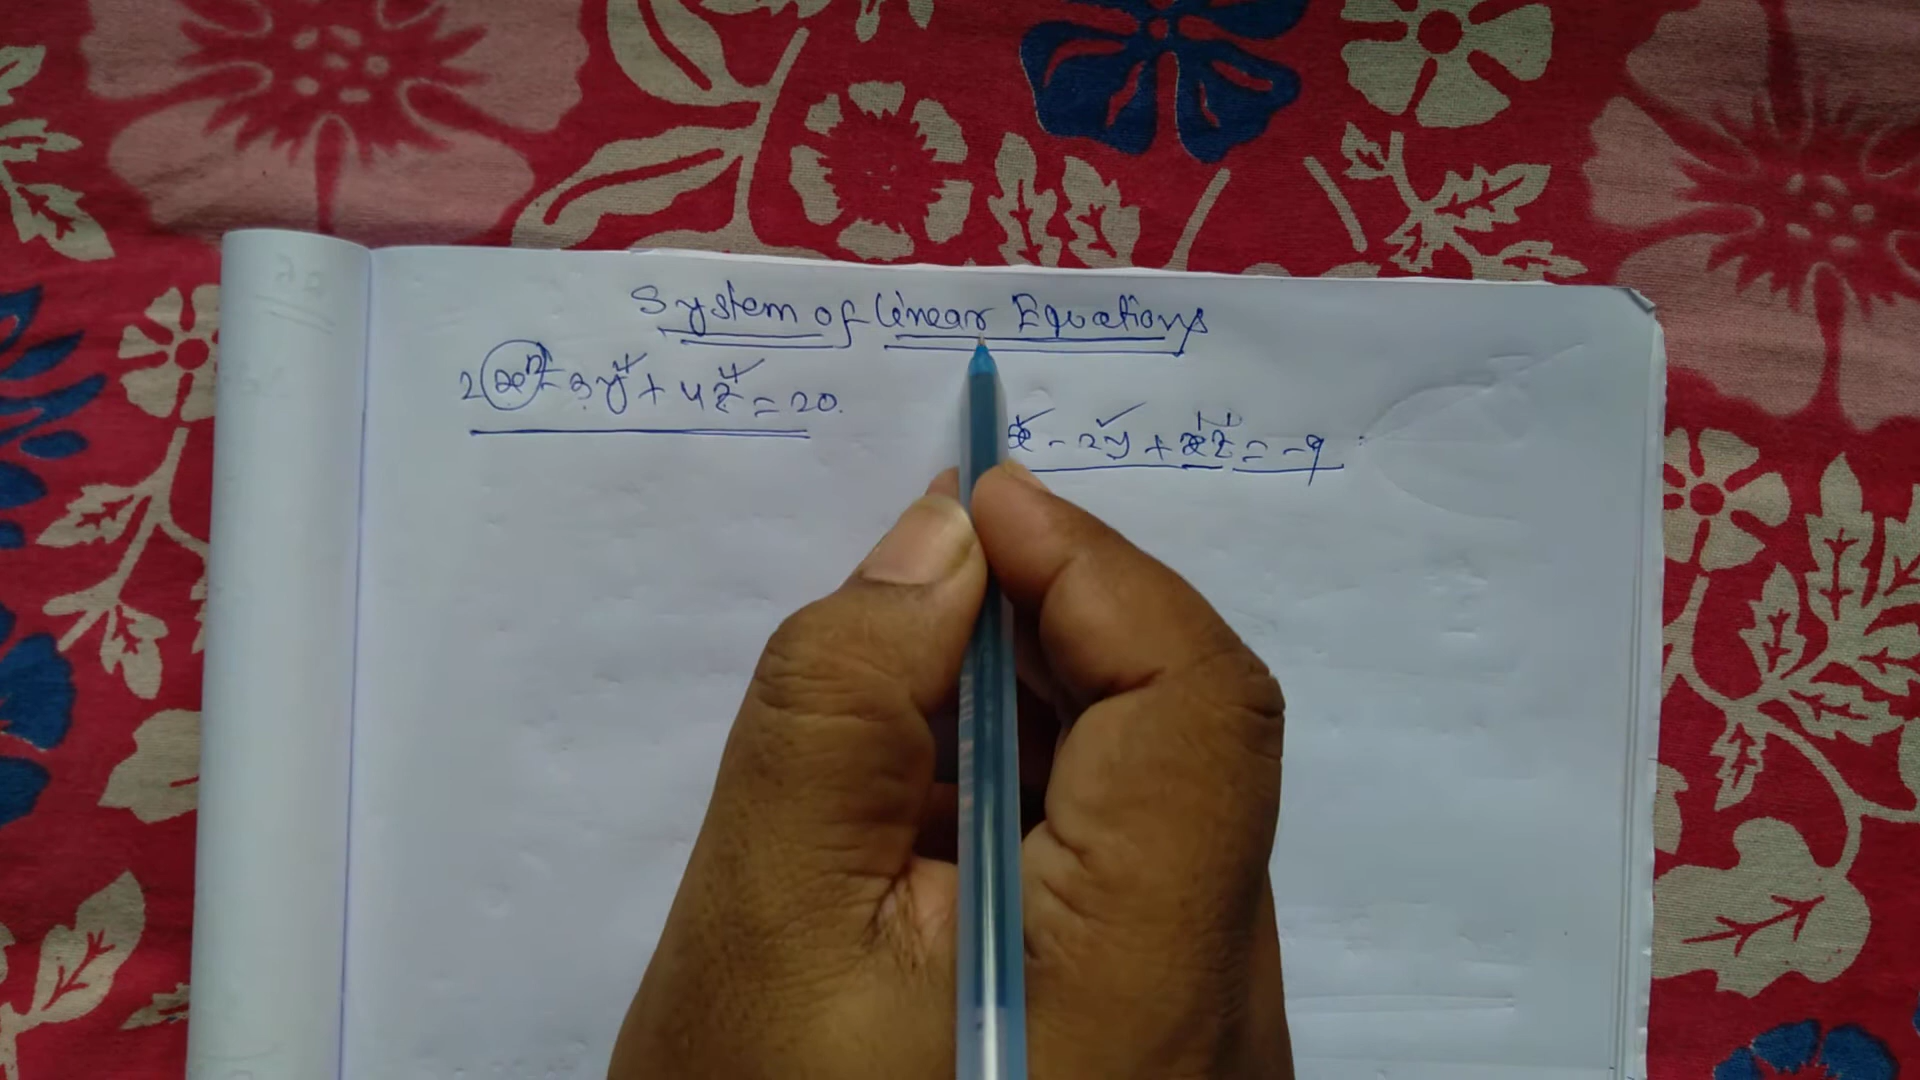 System of Linear Equations
2x - 3y + 4z = 20.
x - 2y + xz = -9